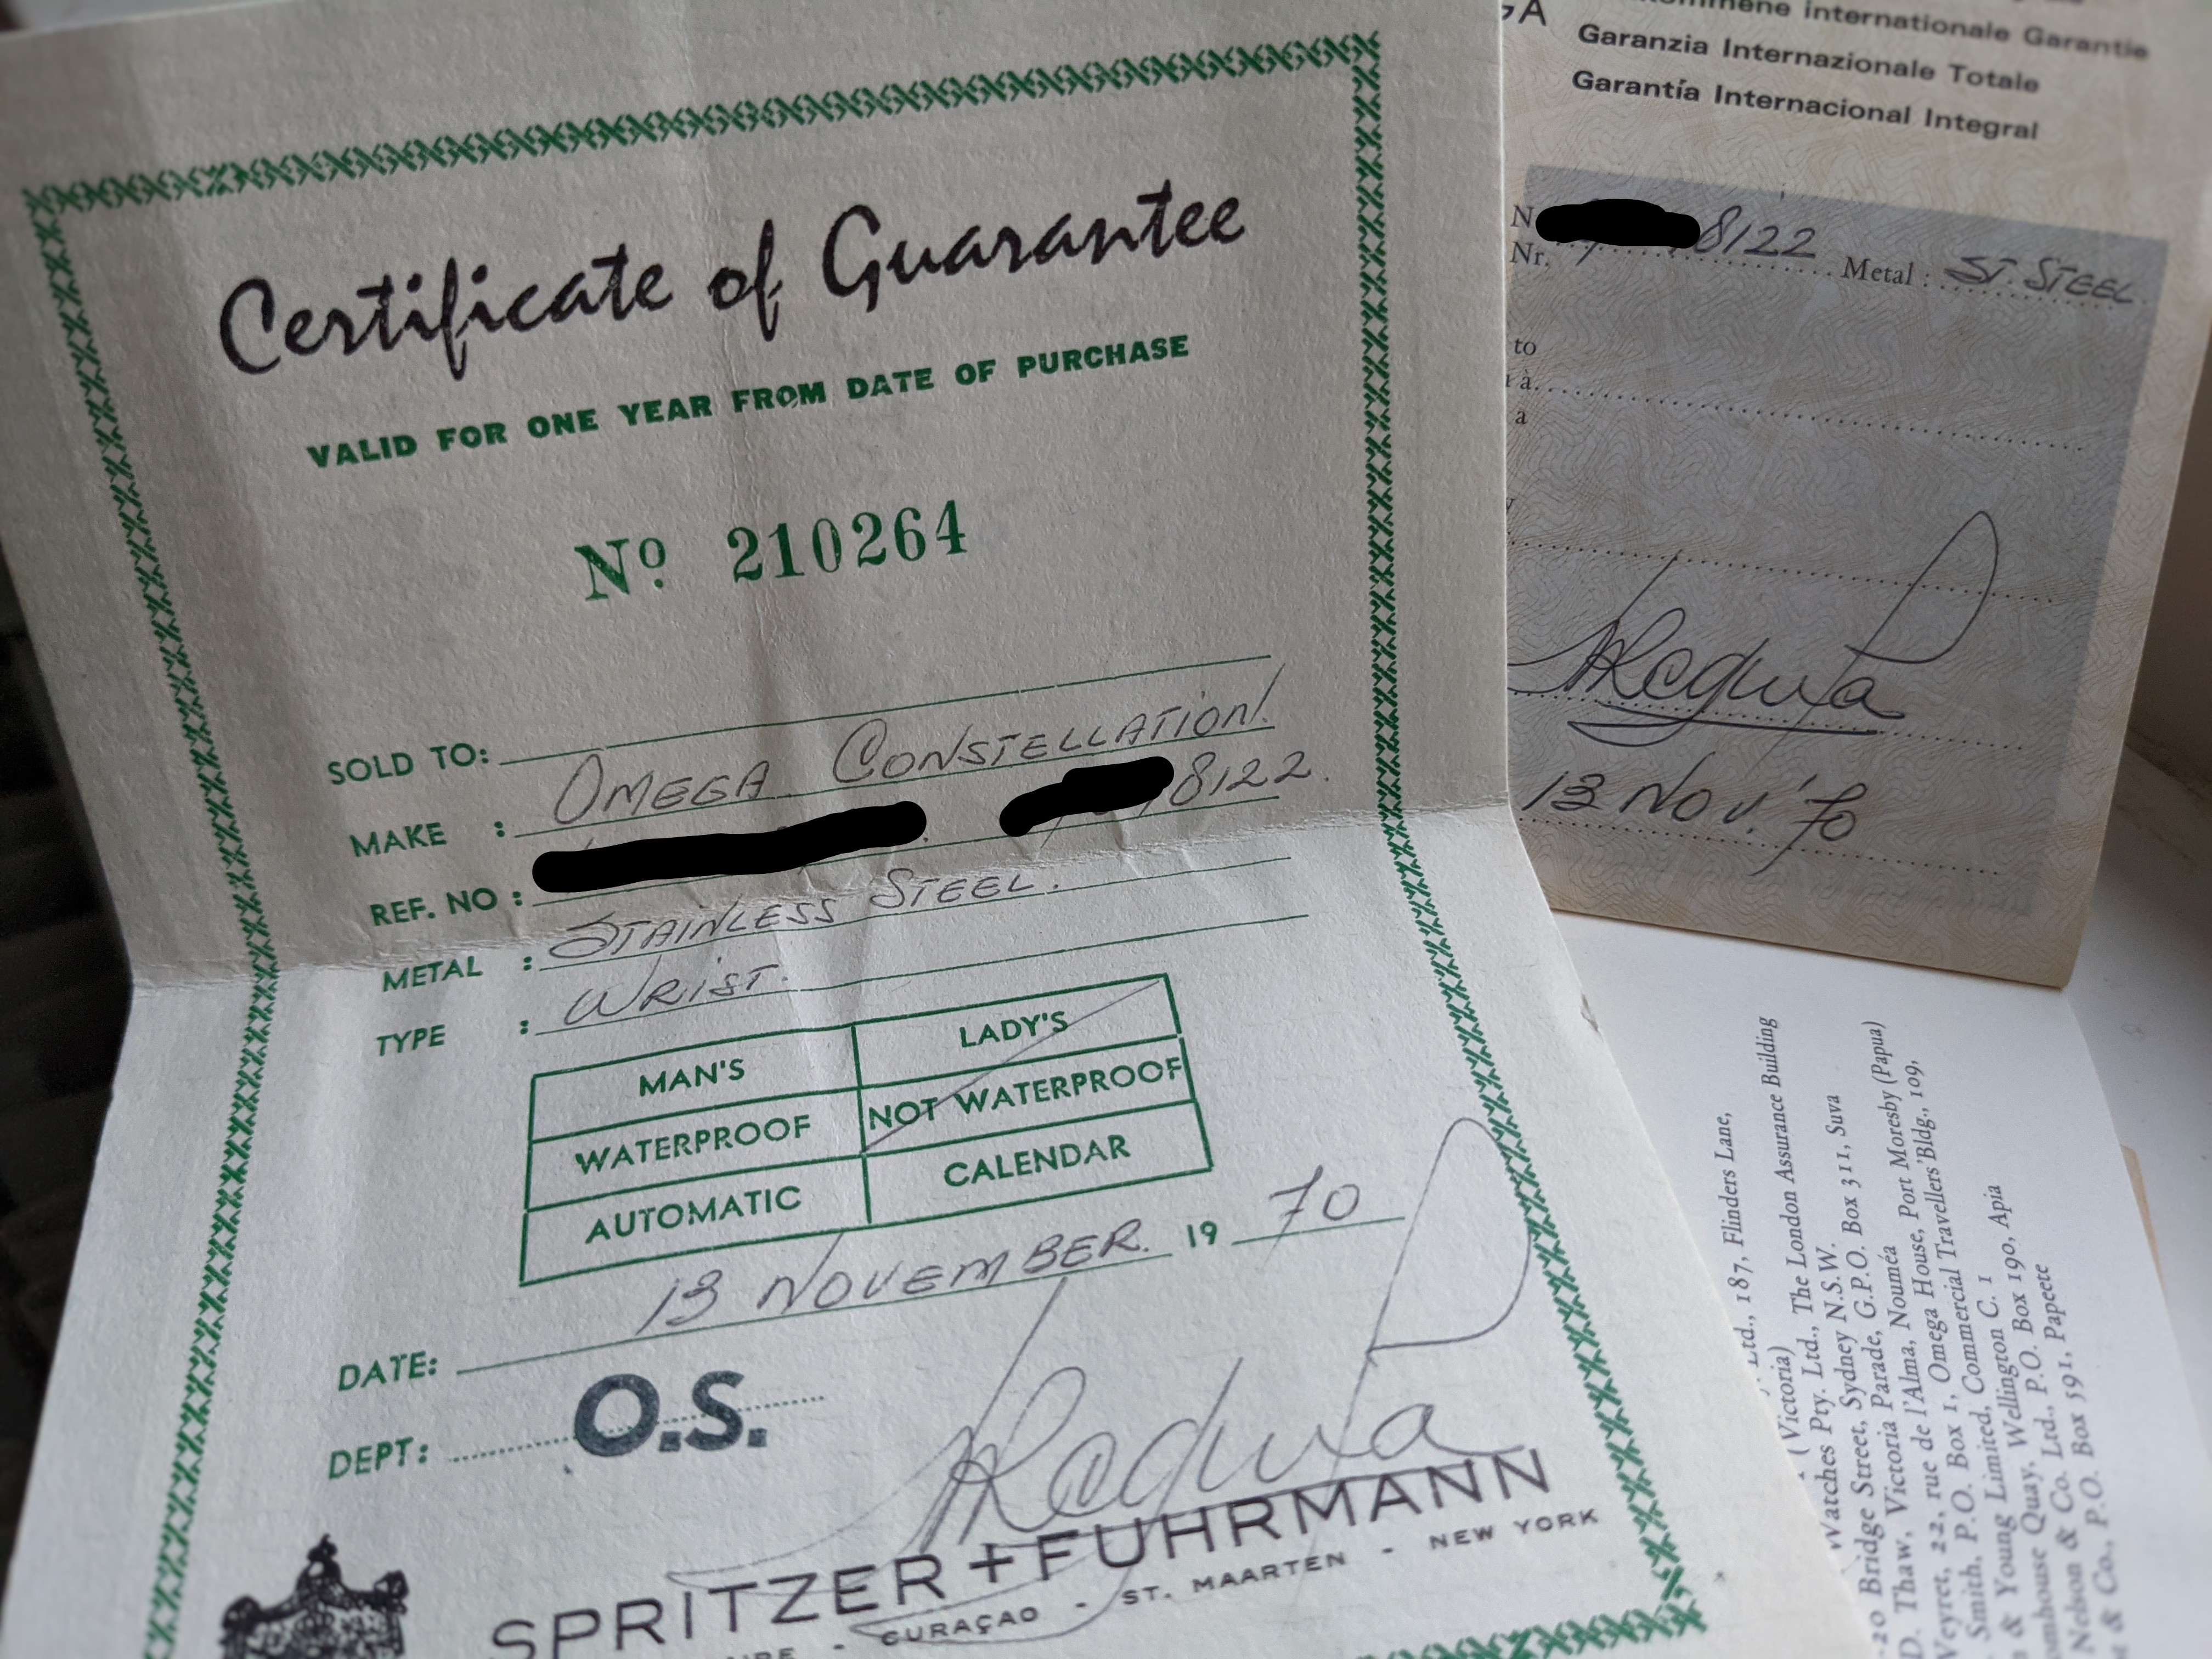 Certificate of Guarantee
VALID FOR ONE YEAR FROM DATE OF PURCHASE
Nº 210264
SOLD TO:
MAKE : OMEGA CONSTELLATION
REF. NO : 8122.
METAL : STAINLESS STEEL.
TYPE : WRIST.
MAN'S LADY'S
WATERPROOF NOT WATERPROOF
AUTOMATIC CALENDAR
DATE: 13 NOVEMBER. 1970
DEPT: O.S.
SPRITZER + FUHRMANN
CURAÇAO - ST. MAARTEN - NEW YORK
internationale Garantie
Garanzia Internazionale Totale
Garantía Internacional Integral
Nr. 8122 Metal : ST. STEEL
to
à
a
13 Nov. '70
Ltd., 187, Flinders Lane,
(Victoria)
Watches Pty. Ltd., The London Assurance Building
Bridge Street, Sydney N.S.W.
D. Thaw, Victoria Parade, G.P.O. Box 311, Suva
Veyret, 22, rue de l'Alma, Nouméa
Smith, P.O. Box 1, Omega House, Port Moresby (Papua)
& Young Limited, Commercial Travellers' Bldg., 109,
Quay, Wellington C. 1
Nelson & Co. Ltd., P.O. Box 190, Apia
& Co., P.O. Box 591, Papeete